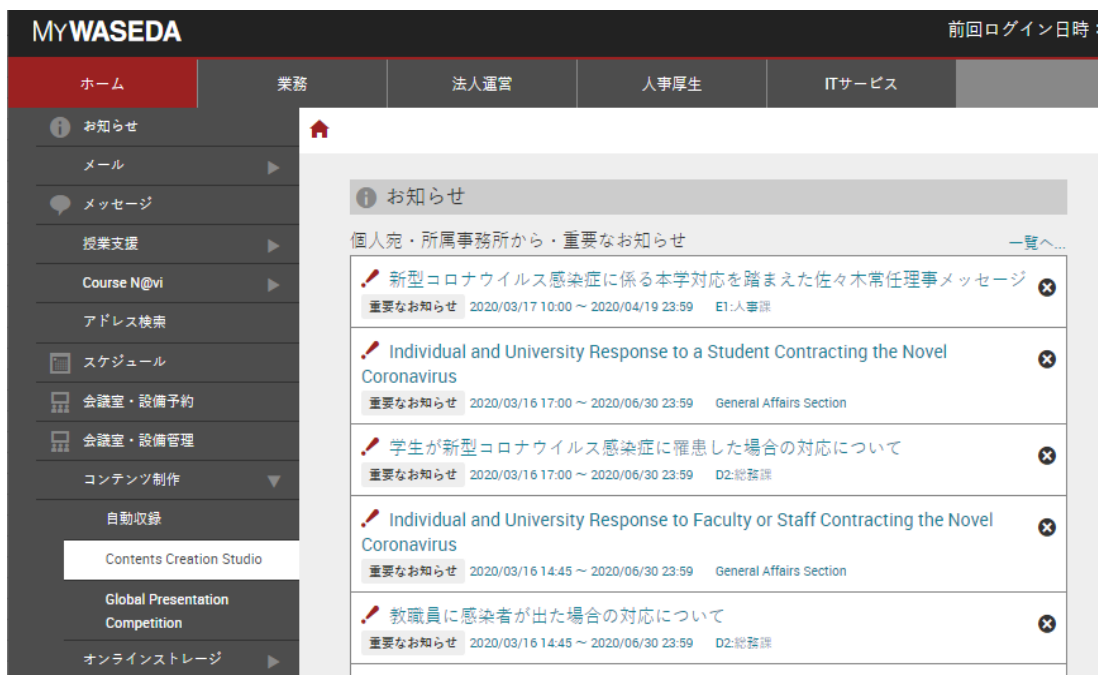 MYWASEDA
前回ログイン日時:
ホーム
業務
法人運営
人事厚生
ITサービス
お知らせ
メール
メッセージ
授業支援
Course N@vi
アドレス検索
スケジュール
会議室・設備予約
会議室・設備管理
コンテンツ制作
自動収録
Contents Creation Studio
Global Presentation
Competition
オンラインストレージ
お知らせ
個人宛・所属事務所から・重要なお知らせ
一覧へ...
新型コロナウイルス感染症に係る本学対応を踏まえた佐々木常任理事メッセージ
重要なお知らせ 2020/03/17 10:00 ~ 2020/04/19 23:59 E1:人事課
Individual and University Response to a Student Contracting the Novel
Coronavirus
重要なお知らせ 2020/03/16 17:00 ~ 2020/06/30 23:59 General Affairs Section
学生が新型コロナウイルス感染症に罹患した場合の対応について
重要なお知らせ 2020/03/16 17:00 ~ 2020/06/30 23:59 D2:総務課
Individual and University Response to Faculty or Staff Contracting the Novel
Coronavirus
重要なお知らせ 2020/03/16 14:45 ~ 2020/06/30 23:59 General Affairs Section
教職員に感染者が出た場合の対応について
重要なお知らせ 2020/03/16 14:45 ~ 2020/06/30 23:59 D2:総務課